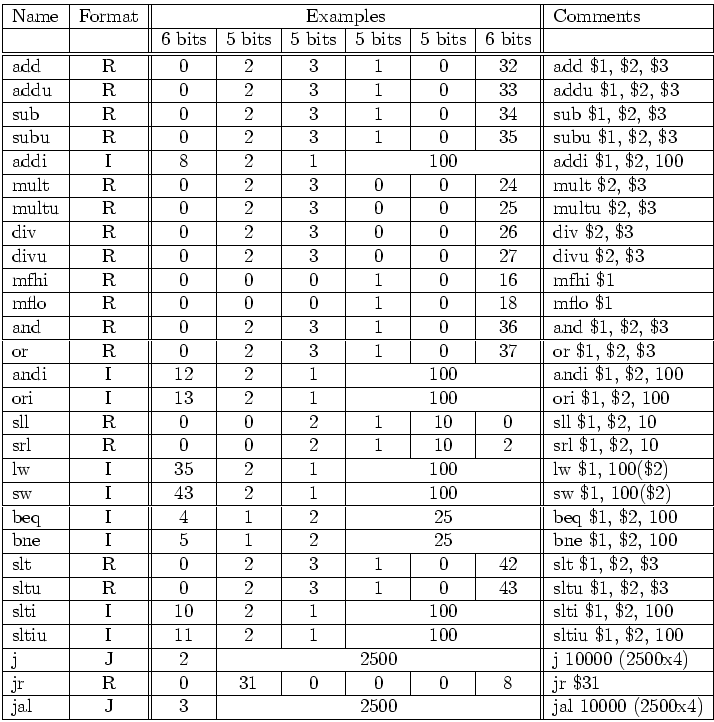 Name Format Examples Comments
6 bits 5 bits 5 bits 5 bits 5 bits 6 bits
add R 0 2 3 1 0 32 add $1, $2, $3
addu R 0 2 3 1 0 33 addu $1, $2, $3
sub R 0 2 3 1 0 34 sub $1, $2, $3
subu R 0 2 3 1 0 35 subu $1, $2, $3
addi I 8 2 1 100 addi $1, $2, 100
mult R 0 2 3 0 0 24 mult $2, $3
multu R 0 2 3 0 0 25 multu $2, $3
div R 0 2 3 0 0 26 div $2, $3
divu R 0 2 3 0 0 27 divu $2, $3
mfhi R 0 0 0 1 0 16 mfhi $1
mflo R 0 0 0 1 0 18 mflo $1
and R 0 2 3 1 0 36 and $1, $2, $3
or R 0 2 3 1 0 37 or $1, $2, $3
andi I 12 2 1 100 andi $1, $2, 100
ori I 13 2 1 100 ori $1, $2, 100
sll R 0 0 2 1 10 0 sll $1, $2, 10
srl R 0 0 2 1 10 2 srl $1, $2, 10
lw I 35 2 1 100 lw $1, 100($2)
sw I 43 2 1 100 sw $1, 100($2)
beq I 4 1 2 25 beq $1, $2, 100
bne I 5 1 2 25 bne $1, $2, 100
slt R 0 2 3 1 0 42 slt $1, $2, $3
sltu R 0 2 3 1 0 43 sltu $1, $2, $3
slti I 10 2 1 100 slti $1, $2, 100
sltiu I 11 2 1 100 sltiu $1, $2, 100
j J 2 2500 j 10000 (2500x4)
jr R 0 31 0 0 0 8 jr $31
jal J 3 2500 jal 10000 (2500x4)